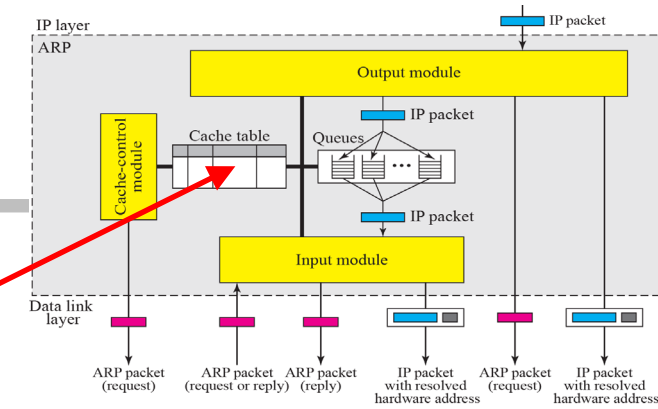 IP packet
IP layer
ARP
Output module
IP packet
Cache-control
module
Cache table
Queues
IP packet
Input module
Data link
layer
ARP packet
(request)
ARP packet
(request or reply)
ARP packet
(reply)
IP packet
with resolved
hardware address
ARP packet
(request)
IP packet
with resolved
hardware address